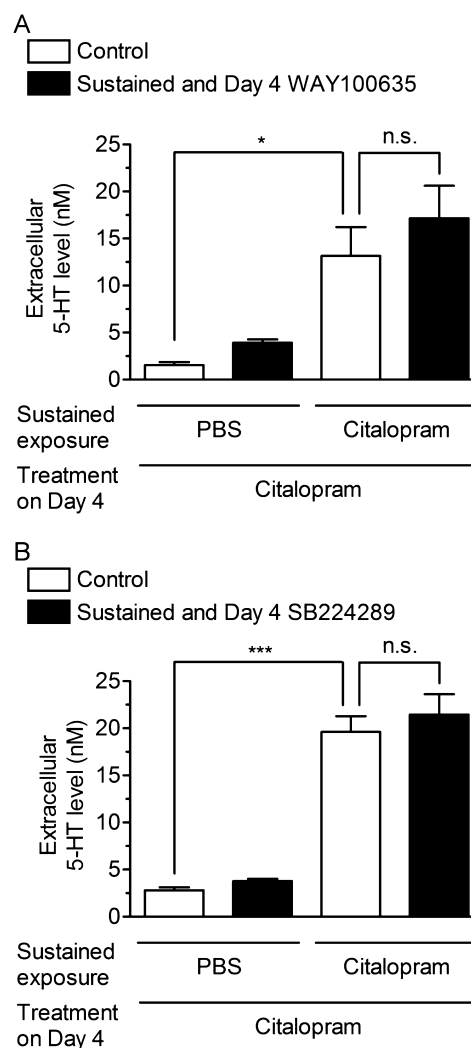 A
Control
Sustained and Day 4 WAY100635
* n.s.
25
20
15
10
5
0
Extracellular
5-HT level (nM)
Sustained
exposure
PBS Citalopram
Treatment
on Day 4
Citalopram
B
Control
Sustained and Day 4 SB224289
*** n.s.
25
20
15
10
5
0
Extracellular
5-HT level (nM)
Sustained
exposure
PBS Citalopram
Treatment
on Day 4
Citalopram